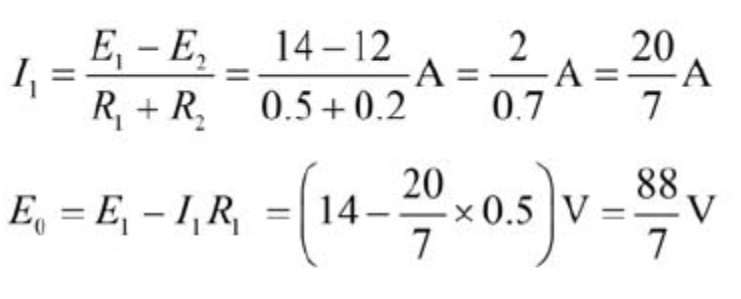 I₁ = (E₁ − E₂)/(R₁ + R₂) = (14 − 12)/(0.5 + 0.2) A = 2/0.7 A = 20/7 A
E₀ = E₁ − I₁R₁ = (14 − 20/7 × 0.5) V = 88/7 V